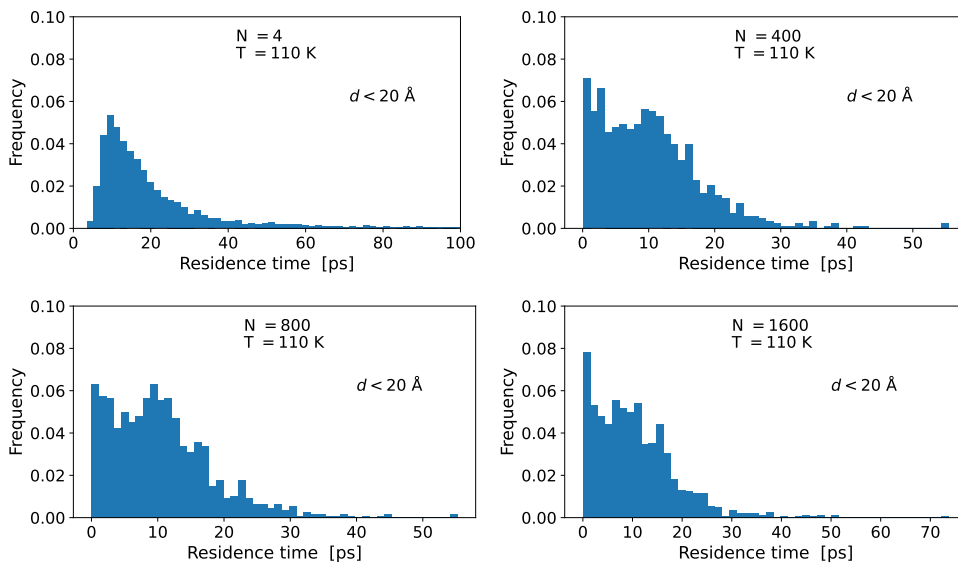 0.10
0.08
0.06
0.04
0.02
0.00
Frequency
N = 4
T = 110 K
d < 20 Å
0 20 40 60 80 100
Residence time [ps]
0.10
0.08
0.06
0.04
0.02
0.00
Frequency
N = 400
T = 110 K
d < 20 Å
0 10 20 30 40 50
Residence time [ps]
0.10
0.08
0.06
0.04
0.02
0.00
Frequency
N = 800
T = 110 K
d < 20 Å
0 10 20 30 40 50
Residence time [ps]
0.10
0.08
0.06
0.04
0.02
0.00
Frequency
N = 1600
T = 110 K
d < 20 Å
0 10 20 30 40 50 60 70
Residence time [ps]